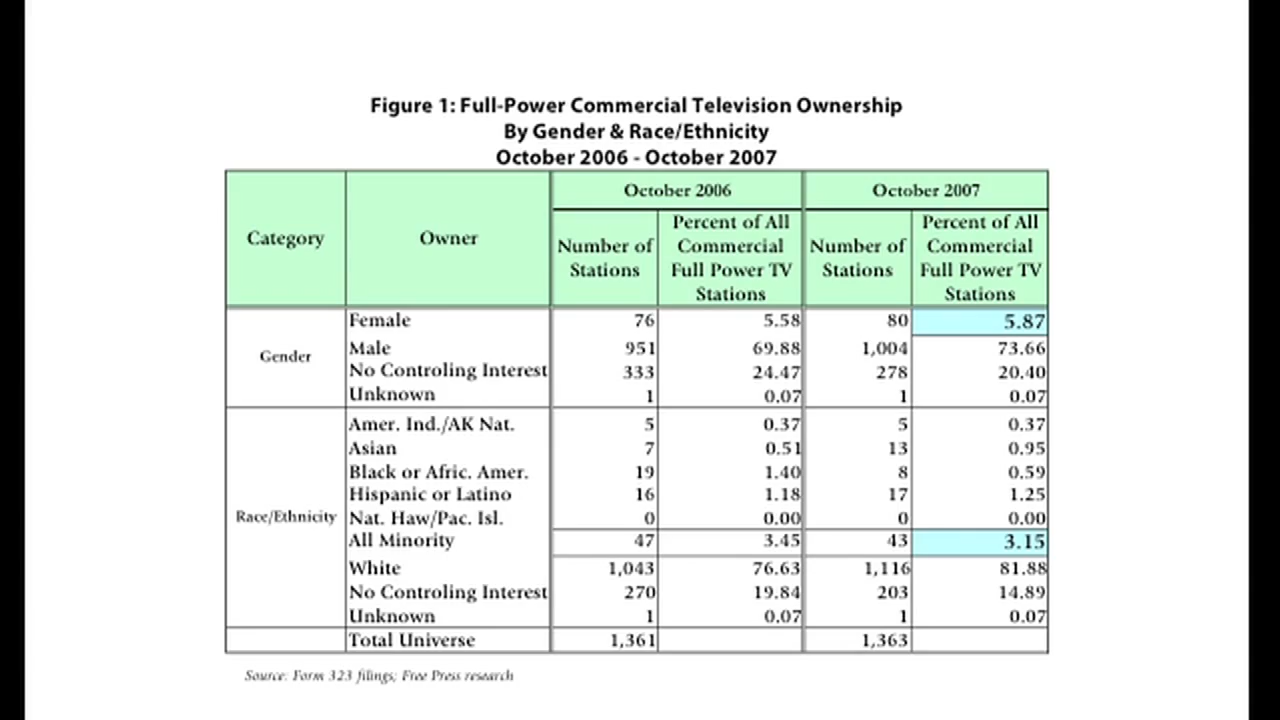 Figure 1: Full-Power Commercial Television Ownership
By Gender & Race/Ethnicity
October 2006 - October 2007
Category Owner October 2006 October 2007
Number of Stations Percent of All Commercial Full Power TV Stations Number of Stations Percent of All Commercial Full Power TV Stations
Gender
Female 76 5.58 80 5.87
Male 951 69.88 1,004 73.66
No Controling Interest 333 24.47 278 20.40
Unknown 1 0.07 1 0.07
Race/Ethnicity
Amer. Ind./AK Nat. 5 0.37 5 0.37
Asian 7 0.51 13 0.95
Black or Afric. Amer. 19 1.40 8 0.59
Hispanic or Latino 16 1.18 17 1.25
Nat. Haw/Pac. Isl. 0 0.00 0 0.00
All Minority 47 3.45 43 3.15
White 1,043 76.63 1,116 81.88
No Controling Interest 270 19.84 203 14.89
Unknown 1 0.07 1 0.07
Total Universe 1,361 1,363
Source: Form 323 filings; Free Press research